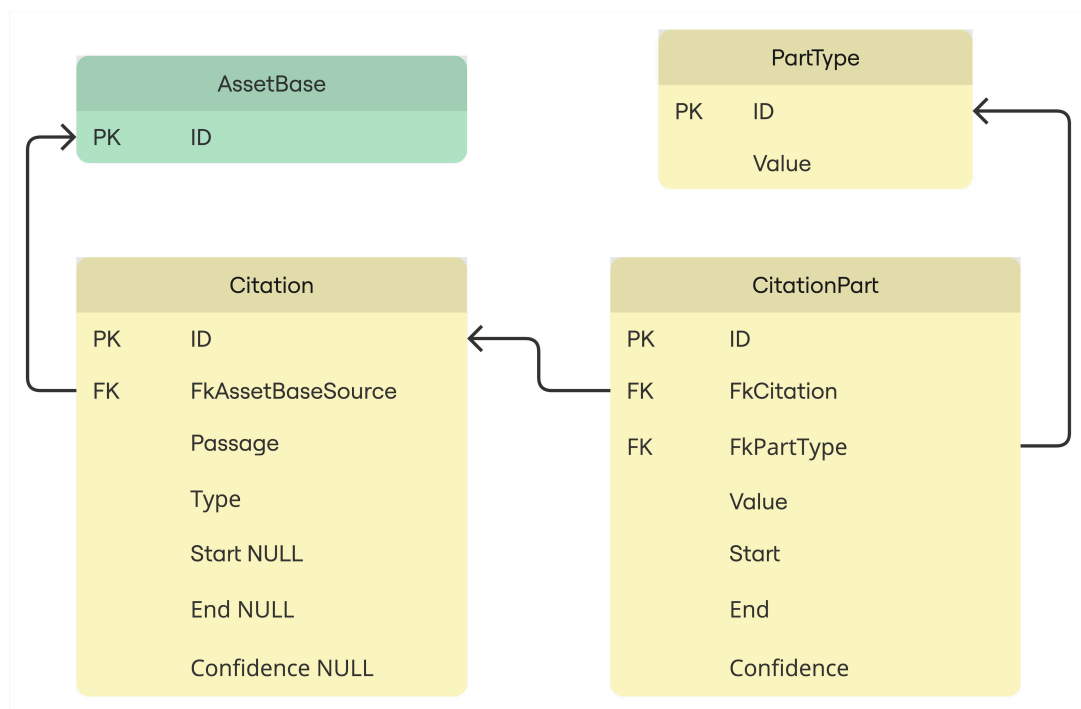 AssetBase
PK ID
PartType
PK ID
Value
Citation
PK ID
FK FkAssetBaseSource
Passage
Type
Start NULL
End NULL
Confidence NULL
CitationPart
PK ID
FK FkCitation
FK FkPartType
Value
Start
End
Confidence